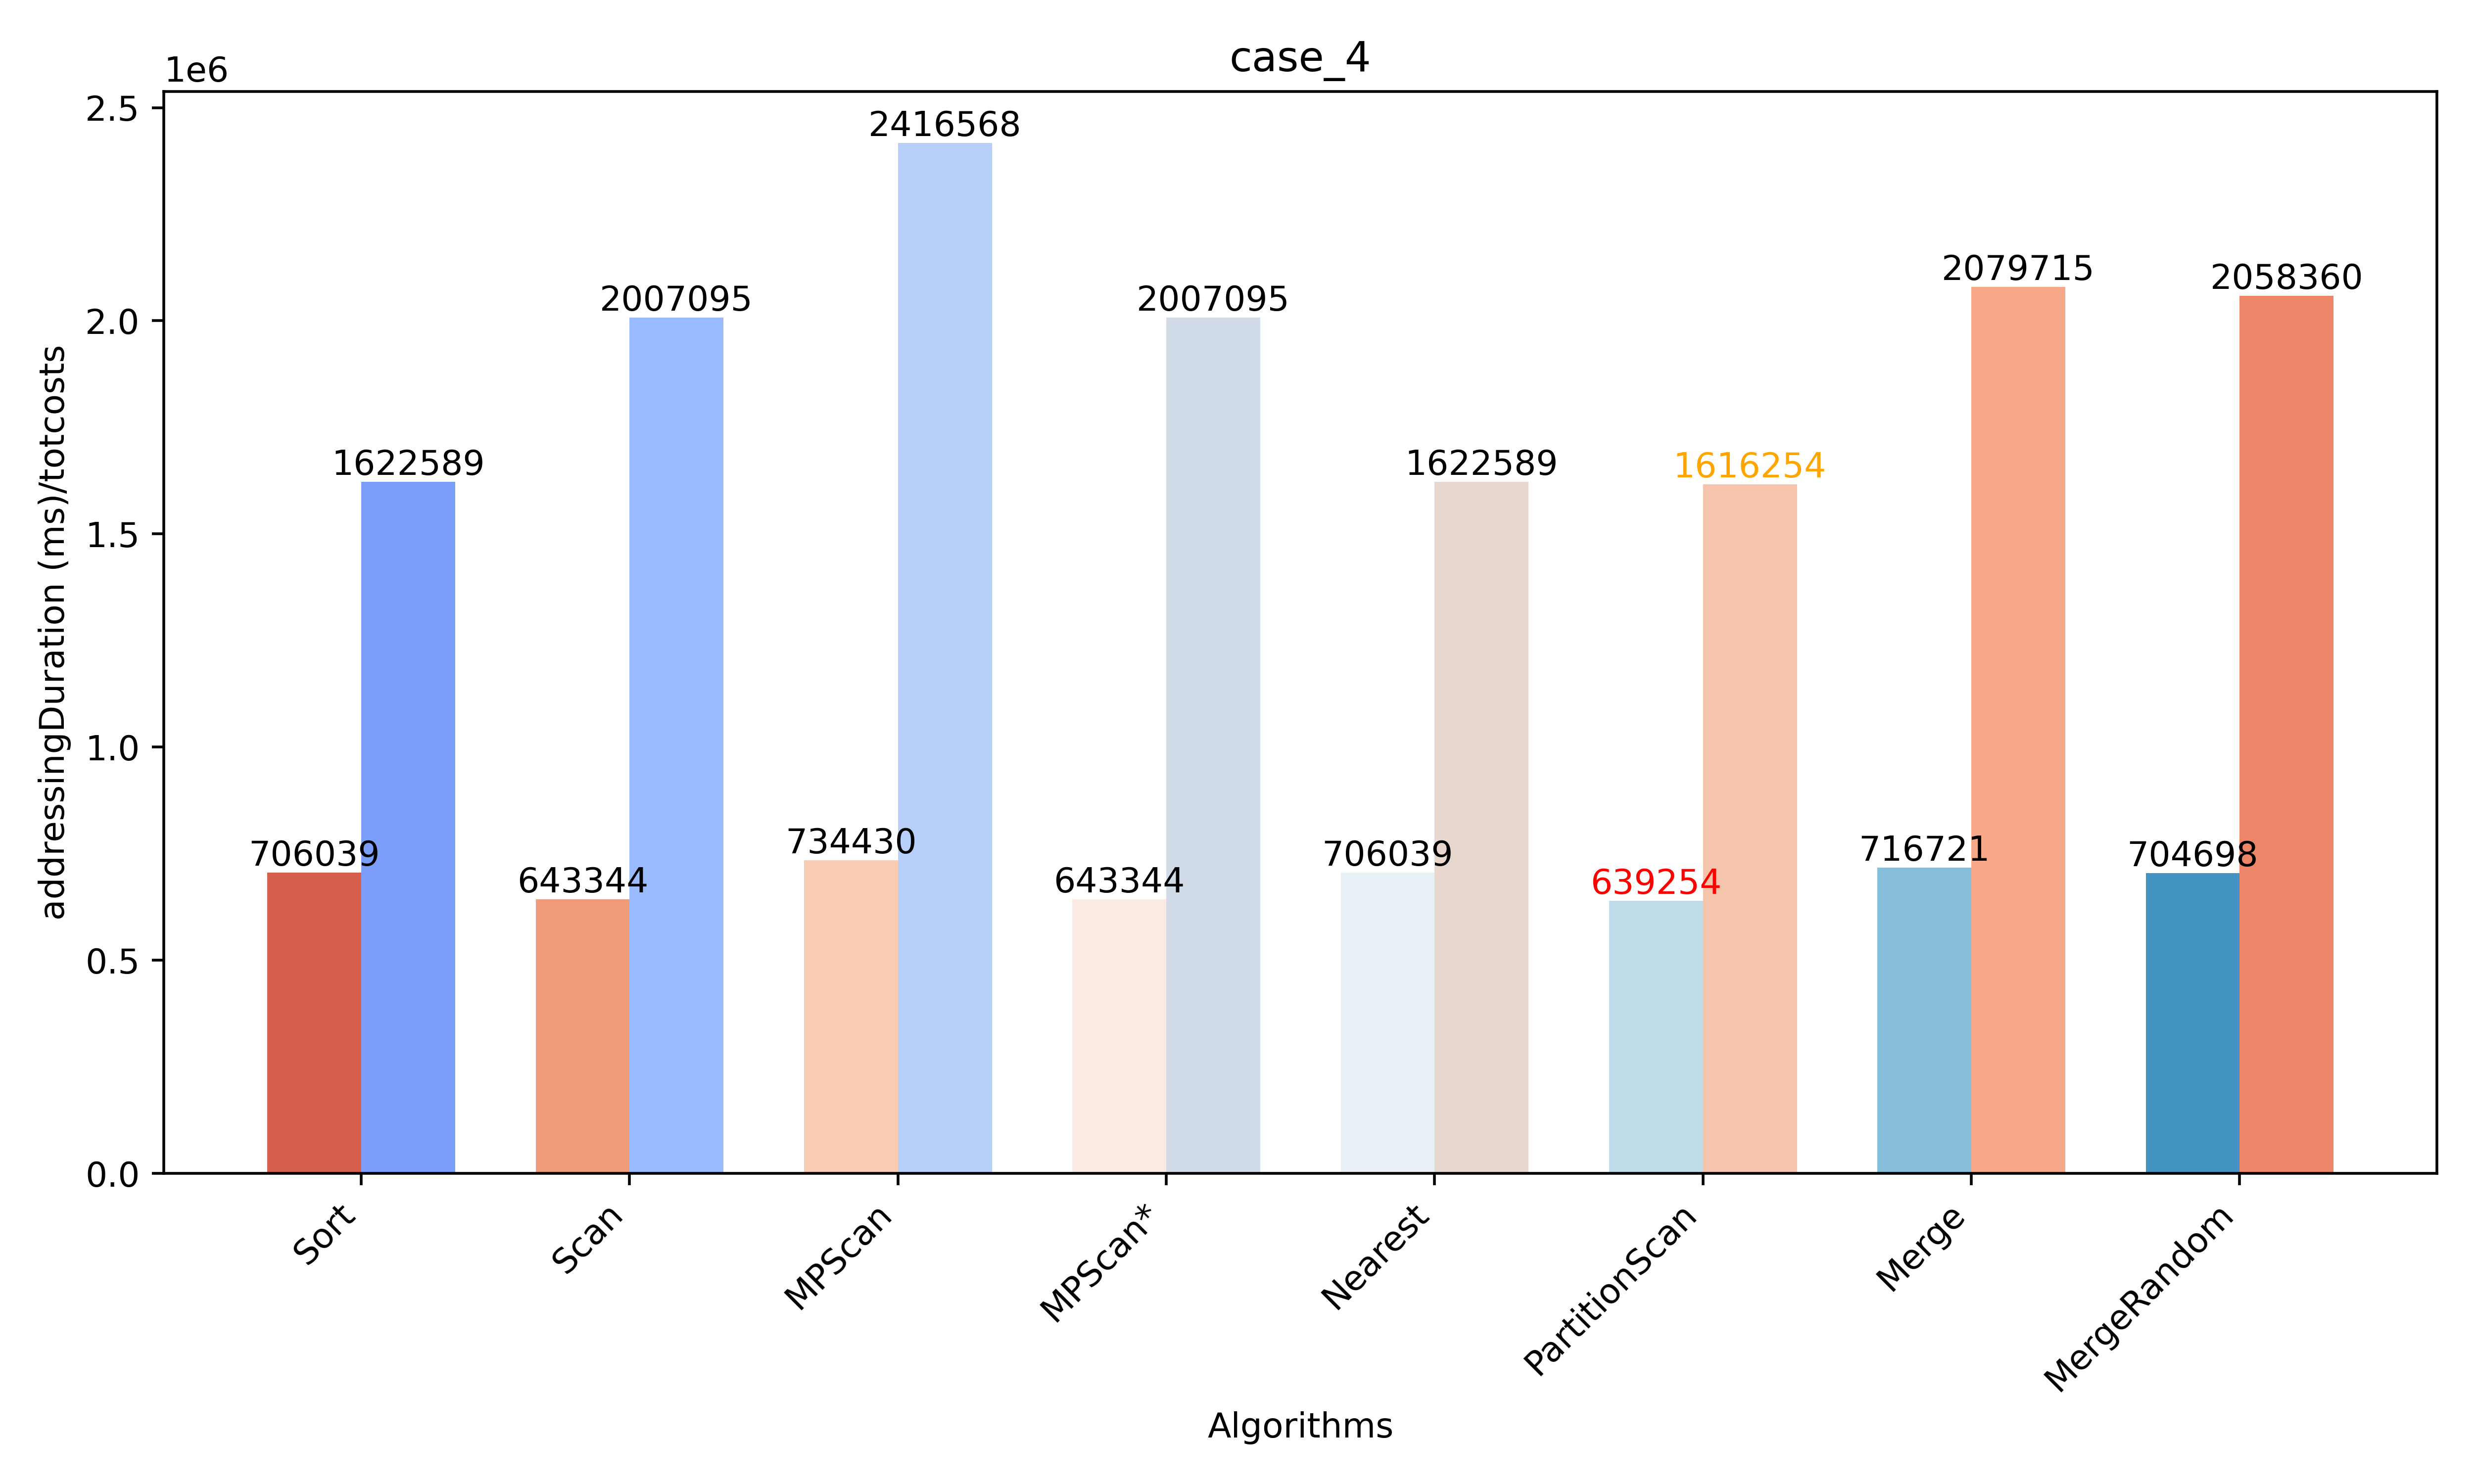 case_4
1e6
2.5
2.0
1.5
1.0
0.5
0.0
addressingDuration (ms)/totcosts
706039
1622589
643344
2007095
734430
2416568
643344
2007095
706039
1622589
639254
1616254
716721
2079715
704698
2058360
Sort
Scan
MPScan
MPScan*
Nearest
PartitionScan
Merge
MergeRandom
Algorithms